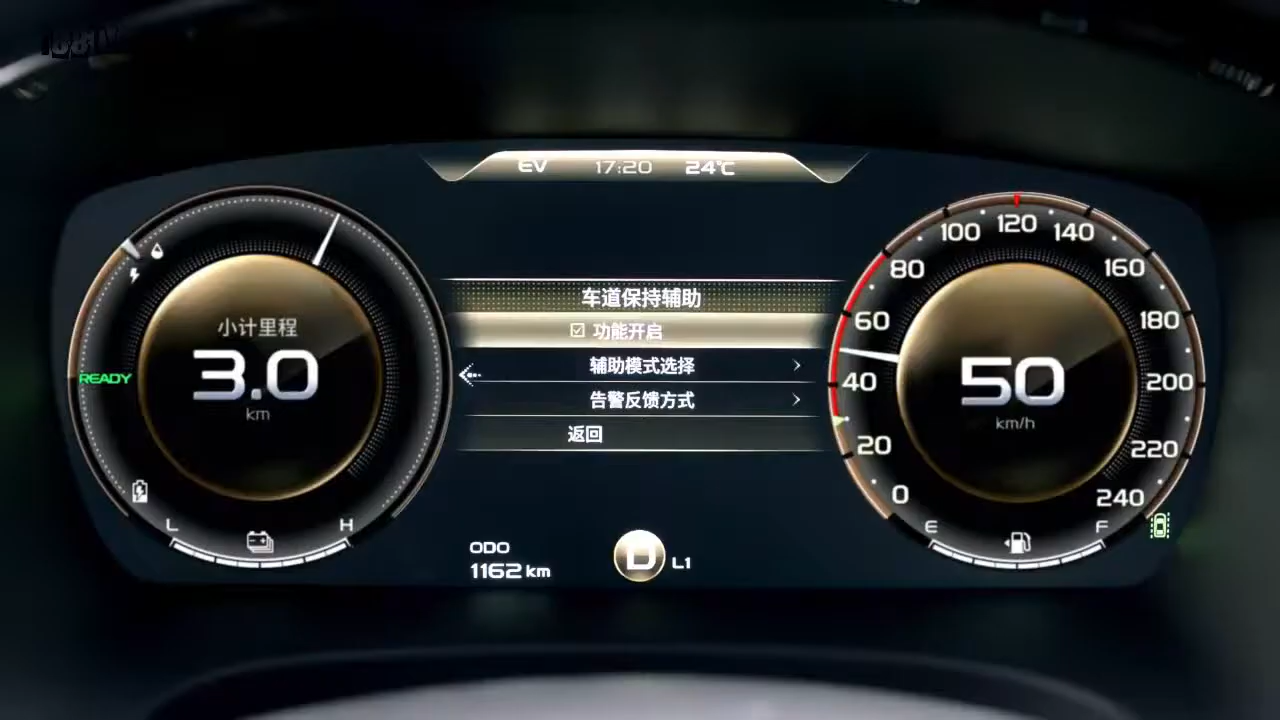 EV 17:20 24℃
小计里程
3.0
km
READY
L H
车道保持辅助
☑ 功能开启
辅助模式选择 >
告警反馈方式 >
返回
ODO
1162 km
D L1
0 20 40 60 80 100 120 140 160 180 200 220 240
50
km/h
E F